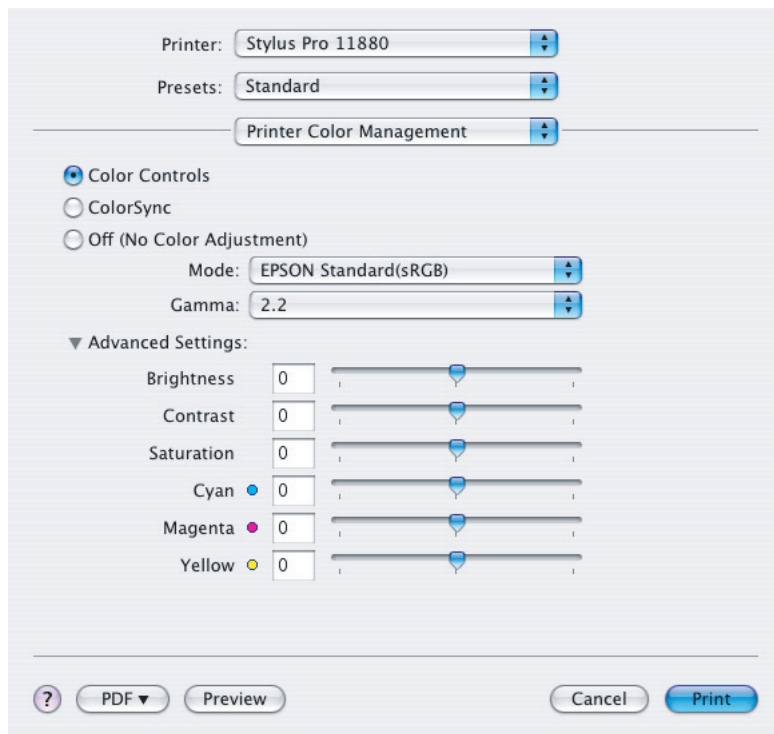 Printer: Stylus Pro 11880
Presets: Standard
Printer Color Management
Color Controls
ColorSync
Off (No Color Adjustment)
Mode: EPSON Standard(sRGB)
Gamma: 2.2
▼ Advanced Settings:
Brightness 0
Contrast 0
Saturation 0
Cyan 0
Magenta 0
Yellow 0
? PDF ▼ Preview Cancel Print